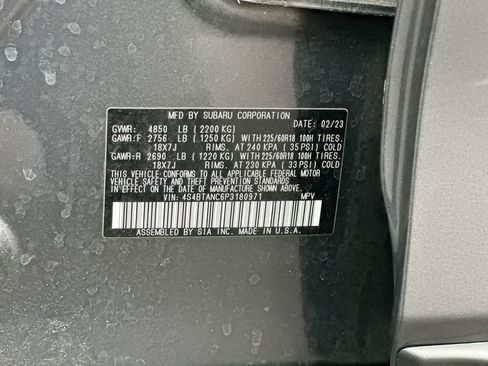 MFD BY SUBARU CORPORATION
DATE: 02/23
GVWR: 4850 LB (2200 KG)
GAWR:F 2756 LB (1250 KG) WITH 225/60R18 100H TIRES.
18X7J RIMS. AT 240 KPA (35 PSI) COLD
GAWR:R 2690 LB (1220 KG) WITH 225/60R18 100H TIRES.
18X7J RIMS. AT 230 KPA (33 PSI) COLD
THIS VEHICLE CONFORMS TO ALL APPLICABLE
FEDERAL MOTOR VEHICLE SAFETY, BUMPER, AND THEFT PREVENTION
STANDARDS IN EFFECT ON THE DATE OF MANUFACTURE SHOWN ABOVE.
VIN: 4S4BTANC6P3180971 MPV
ASSEMBLED BY SIA INC. MADE IN U.S.A.